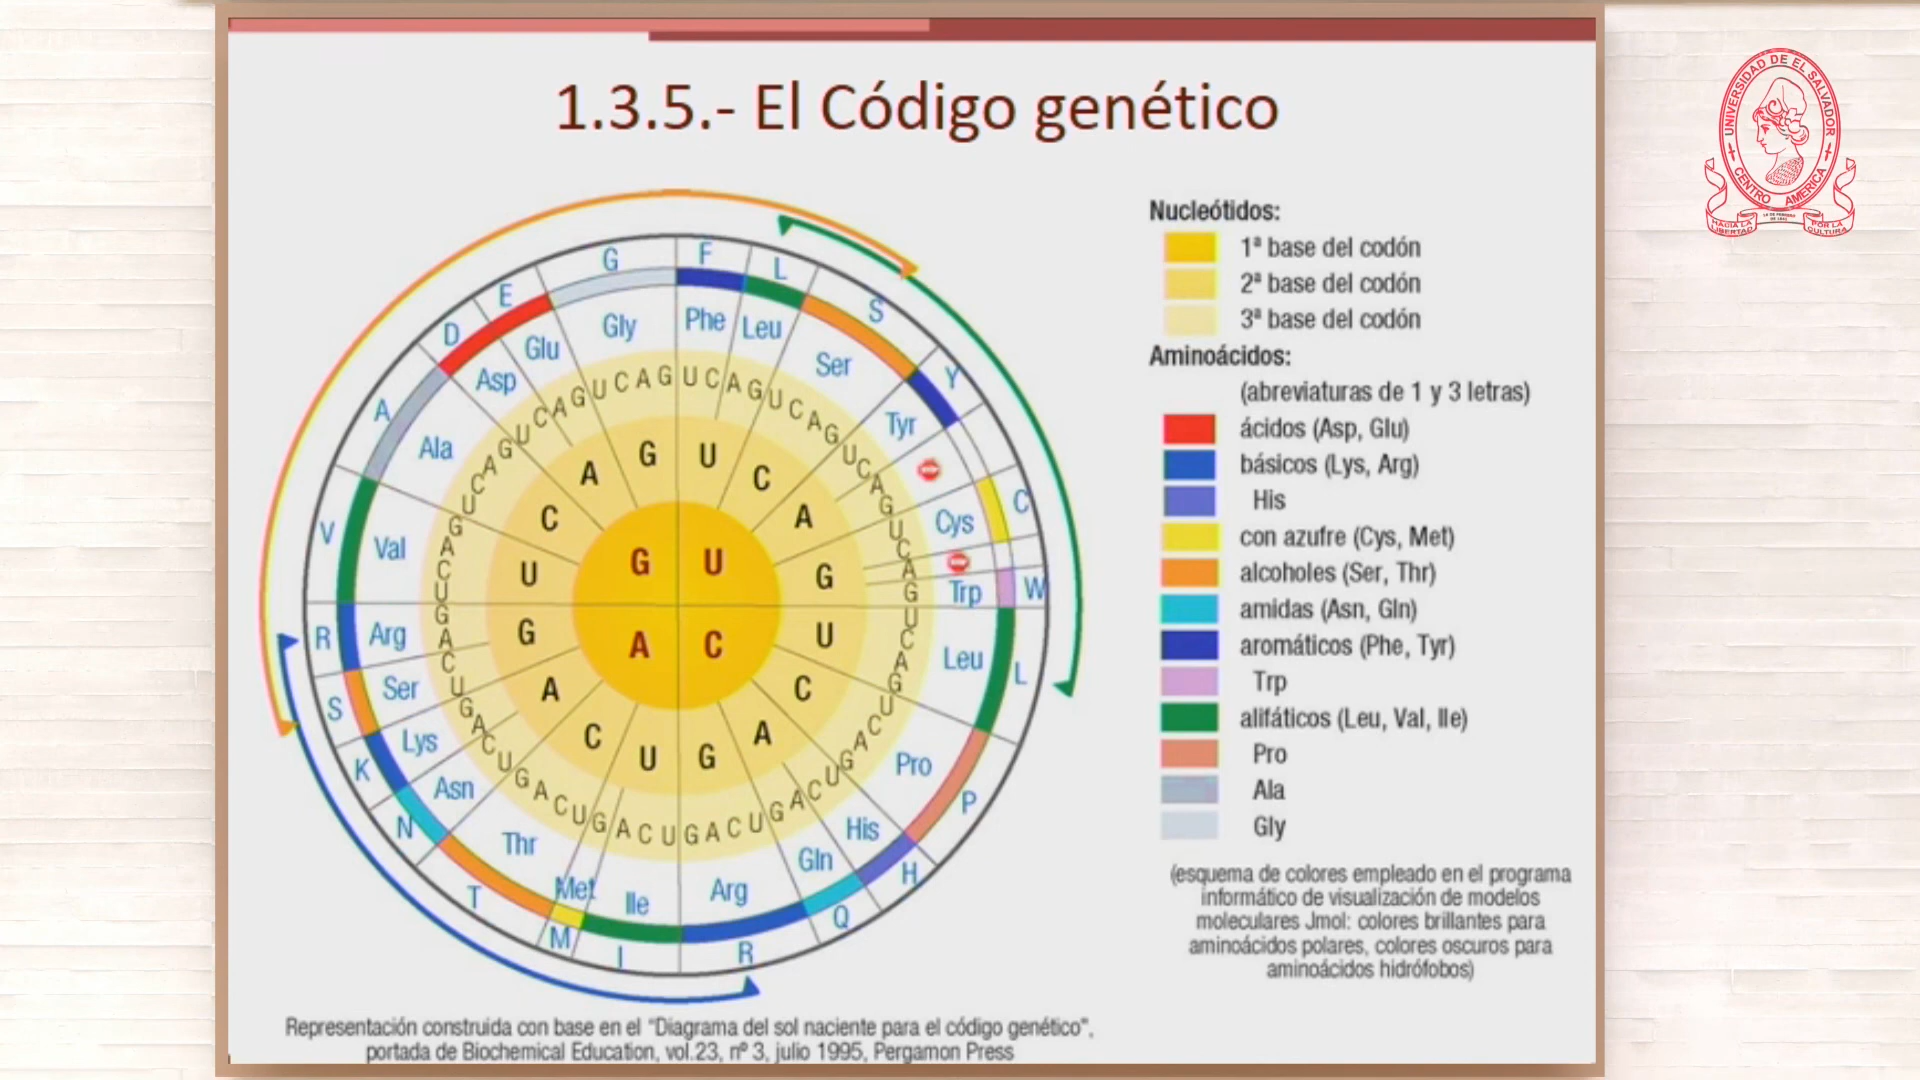 1.3.5.- El Código genético
UNIVERSIDAD DE EL SALVADOR
CENTRO AMERICA
HACIA LA LIBERTAD
16 DE FEBRERO DE 1841
POR LA CULTURA
G F L S Y C W L P H Q R I M T N K S R V A D E
Gly Phe Leu Ser Tyr Cys Trp Leu Pro His Gln Arg Ile Met Thr Asn Lys Ser Arg Val Ala Asp Glu
U C A G U C A G U C A G U C A G
U C A G U C A G U C A G U C A G
U C A G U C A G U C A G U C A G
U C A G U C A G U C A G U C A G
U C A G
U C A G
G U C A
G U C A
G U
A C
Nucleótidos:
1ª base del codón
2ª base del codón
3ª base del codón
Aminoácidos:
(abreviaturas de 1 y 3 letras)
ácidos (Asp, Glu)
básicos (Lys, Arg)
His
con azufre (Cys, Met)
alcoholes (Ser, Thr)
amidas (Asn, Gln)
aromáticos (Phe, Tyr)
Trp
alifáticos (Leu, Val, Ile)
Pro
Ala
Gly
(esquema de colores empleado en el programa
informático de visualización de modelos
moleculares Jmol: colores brillantes para
aminoácidos polares, colores oscuros para
aminoácidos hidrófobos)
Representación construida con base en el "Diagrama del sol naciente para el código genético",
portada de Biochemical Education, vol.23, nº 3, julio 1995, Pergamon Press